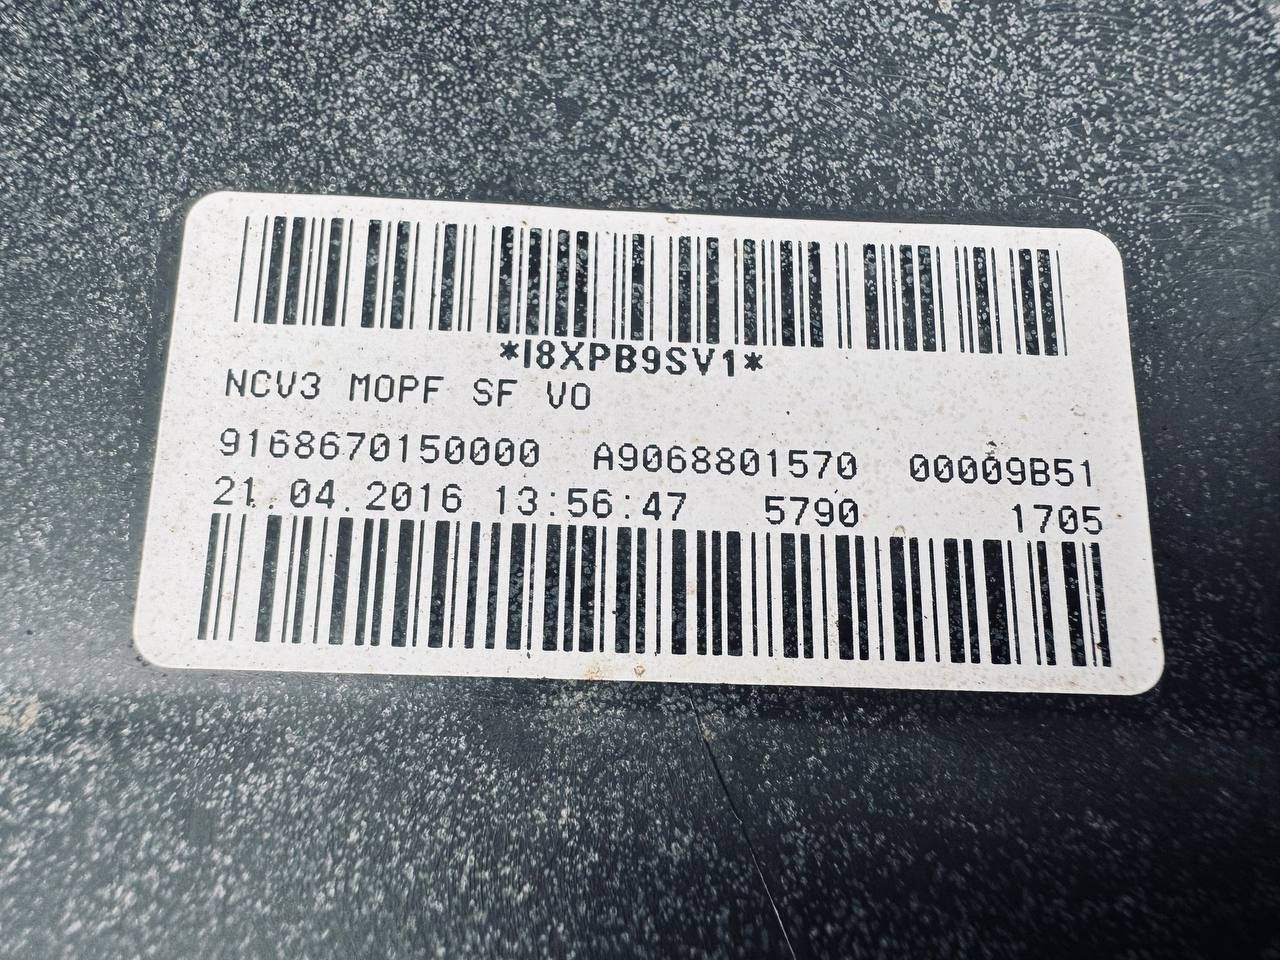 *I8XPB9SV1*
NCV3 MOPF SF VO
9168670150000 A9068801570 00009B51
21.04.2016 13:56:47 5790 1705